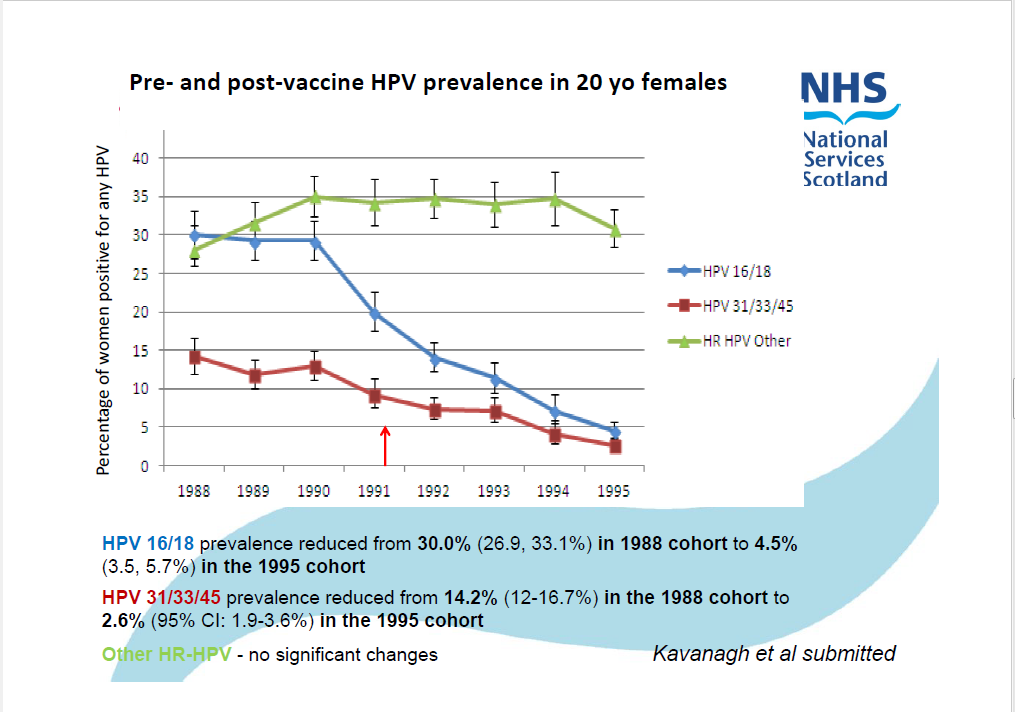 Pre- and post-vaccine HPV prevalence in 20 yo females
NHS
National
Services
Scotland
Percentage of women positive for any HPV
40
35
30
25
20
15
10
5
0
1988 1989 1990 1991 1992 1993 1994 1995
HPV 16/18
HPV 31/33/45
HR HPV Other
HPV 16/18 prevalence reduced from 30.0% (26.9, 33.1%) in 1988 cohort to 4.5%
(3.5, 5.7%) in the 1995 cohort
HPV 31/33/45 prevalence reduced from 14.2% (12-16.7%) in the 1988 cohort to
2.6% (95% CI: 1.9-3.6%) in the 1995 cohort
Other HR-HPV - no significant changes
Kavanagh et al submitted